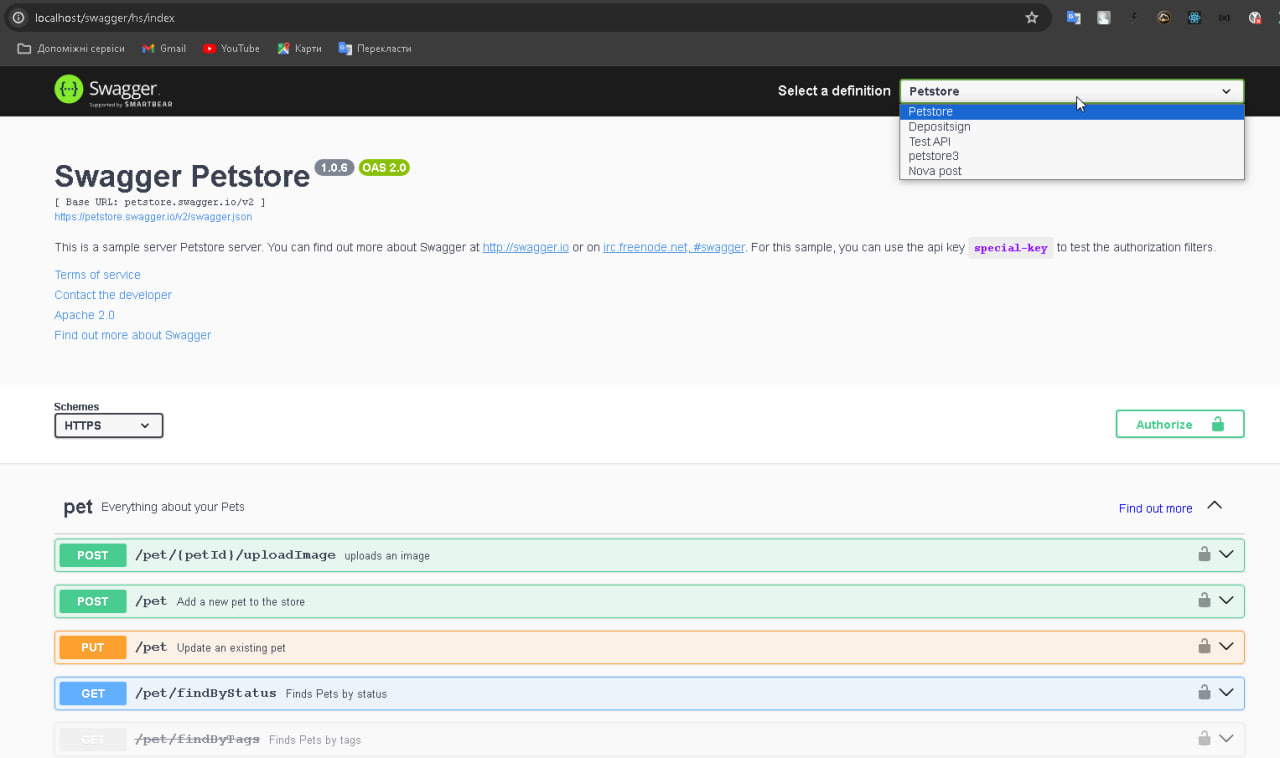 localhost/swagger/hs/index
Допоміжні сервіси Gmail YouTube Карти Перекласти
Swagger.
Supported by SMARTBEAR
Select a definition Petstore
Petstore
Depositsign
Test API
petstore3
Nova post
Swagger Petstore 1.0.6 OAS 2.0
[ Base URL: petstore.swagger.io/v2 ]
https://petstore.swagger.io/v2/swagger.json
This is a sample server Petstore server. You can find out more about Swagger at http://swagger.io or on irc.freenode.net, #swagger. For this sample, you can use the api key special-key to test the authorization filters.
Terms of service
Contact the developer
Apache 2.0
Find out more about Swagger
Schemes
HTTPS
Authorize
pet Everything about your Pets Find out more
POST /pet/{petId}/uploadImage uploads an image
POST /pet Add a new pet to the store
PUT /pet Update an existing pet
GET /pet/findByStatus Finds Pets by status
GET /pet/findByTags Finds Pets by tags